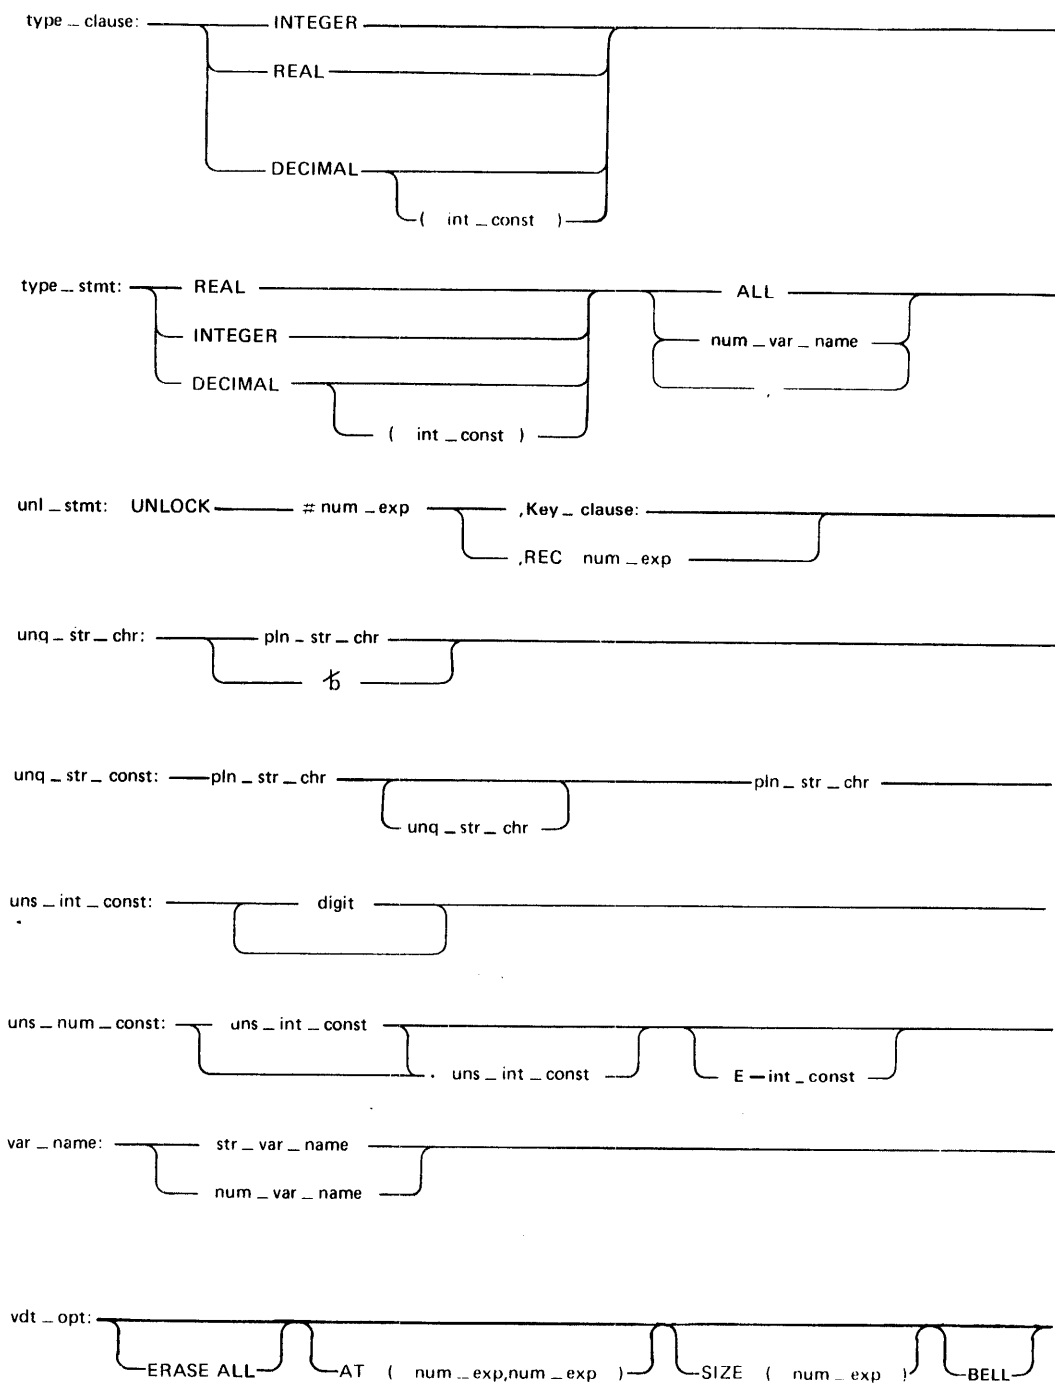 type_clause: INTEGER
REAL
DECIMAL
( int_const )
type_stmt: REAL ALL
INTEGER num_var_name
DECIMAL ,
( int_const )
unl_stmt: UNLOCK # num_exp ,Key_clause:
,REC num_exp
unq_str_chr: pln_str_chr
ƀ
unq_str_const: pln_str_chr pln_str_chr
unq_str_chr
uns_int_const: digit
uns_num_const: uns_int_const
. uns_int_const E—int_const
var_name: str_var_name
num_var_name
vdt_opt:
ERASE ALL AT ( num_exp,num_exp ) SIZE ( num_exp ) BELL